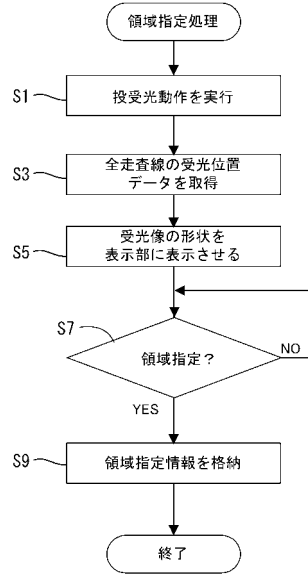 領域指定処理
S1
投受光動作を実行
S3
全走査線の受光位置
データを取得
S5
受光像の形状を
表示部に表示させる
S7
領域指定？
NO
YES
S9
領域指定情報を格納
終了